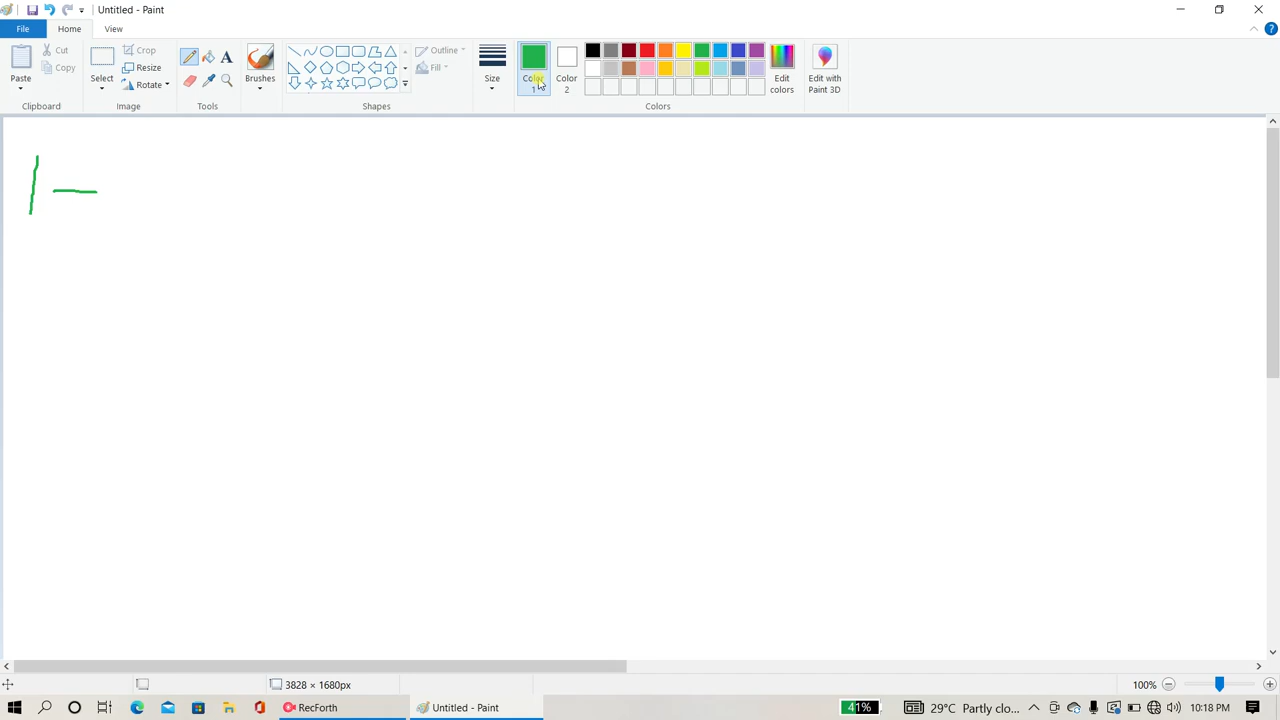 Untitled - Paint
File Home View
Paste
Cut
Copy
Clipboard
Select
Crop
Resize
Rotate
Image
A
Tools
Brushes
Shapes
Outline
Fill
Size
Color 1
Color 2
Colors
Edit colors
Edit with Paint 3D
1 -
3828 × 1680px
100%
RecForth
Untitled - Paint
41%
29°C Partly clo...
10:18 PM